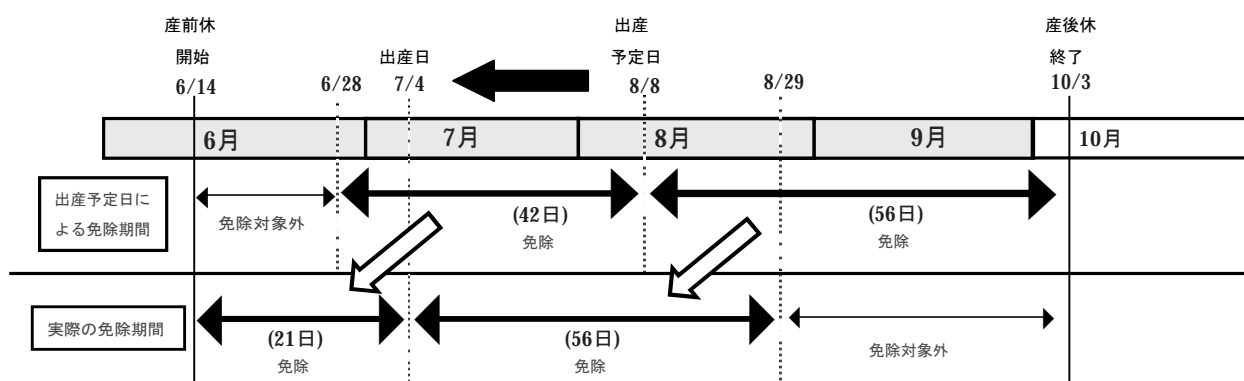 産前休
開始
6/14
6/28
出産日
7/4
出産
予定日
8/8
8/29
産後休
終了
10/3
6月
7月
8月
9月
10月
出産予定日に
よる免除期間
免除対象外
(42日)
免除
(56日)
免除
実際の免除期間
(21日)
免除
(56日)
免除
免除対象外